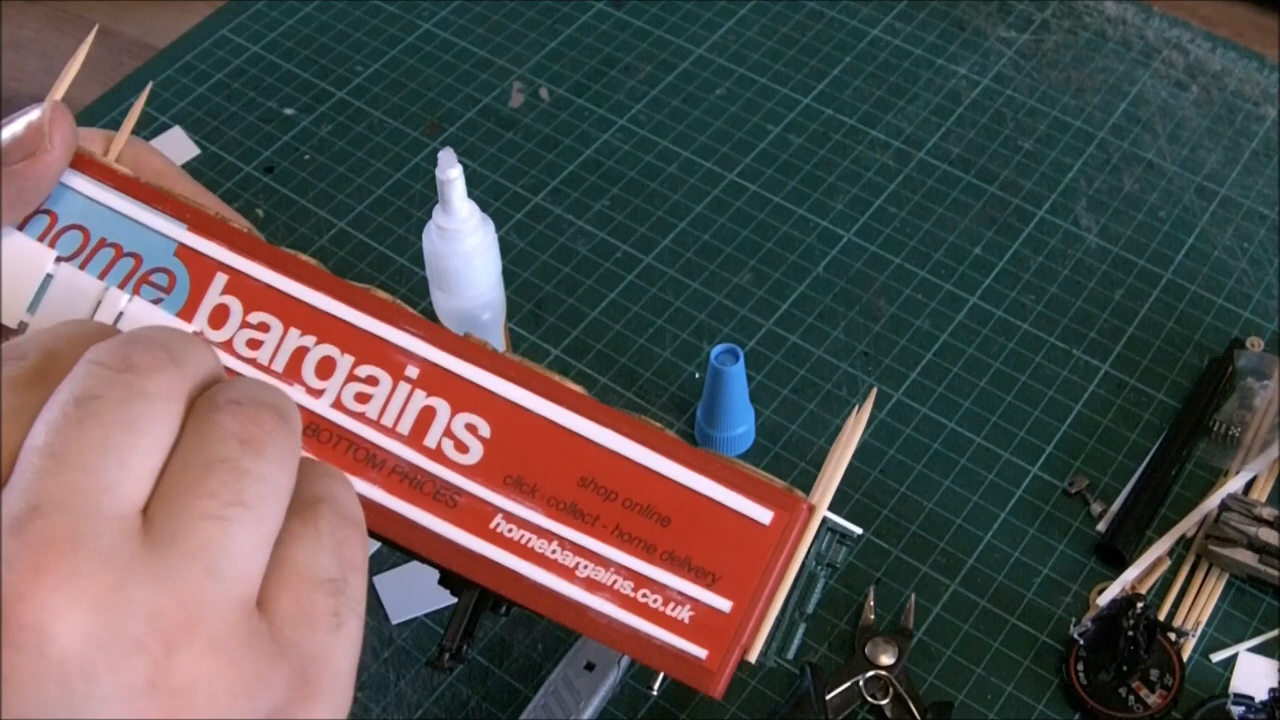 home
bargains
BOTTOM PRICES
shop online
click + collect - home delivery
homebargains.co.uk